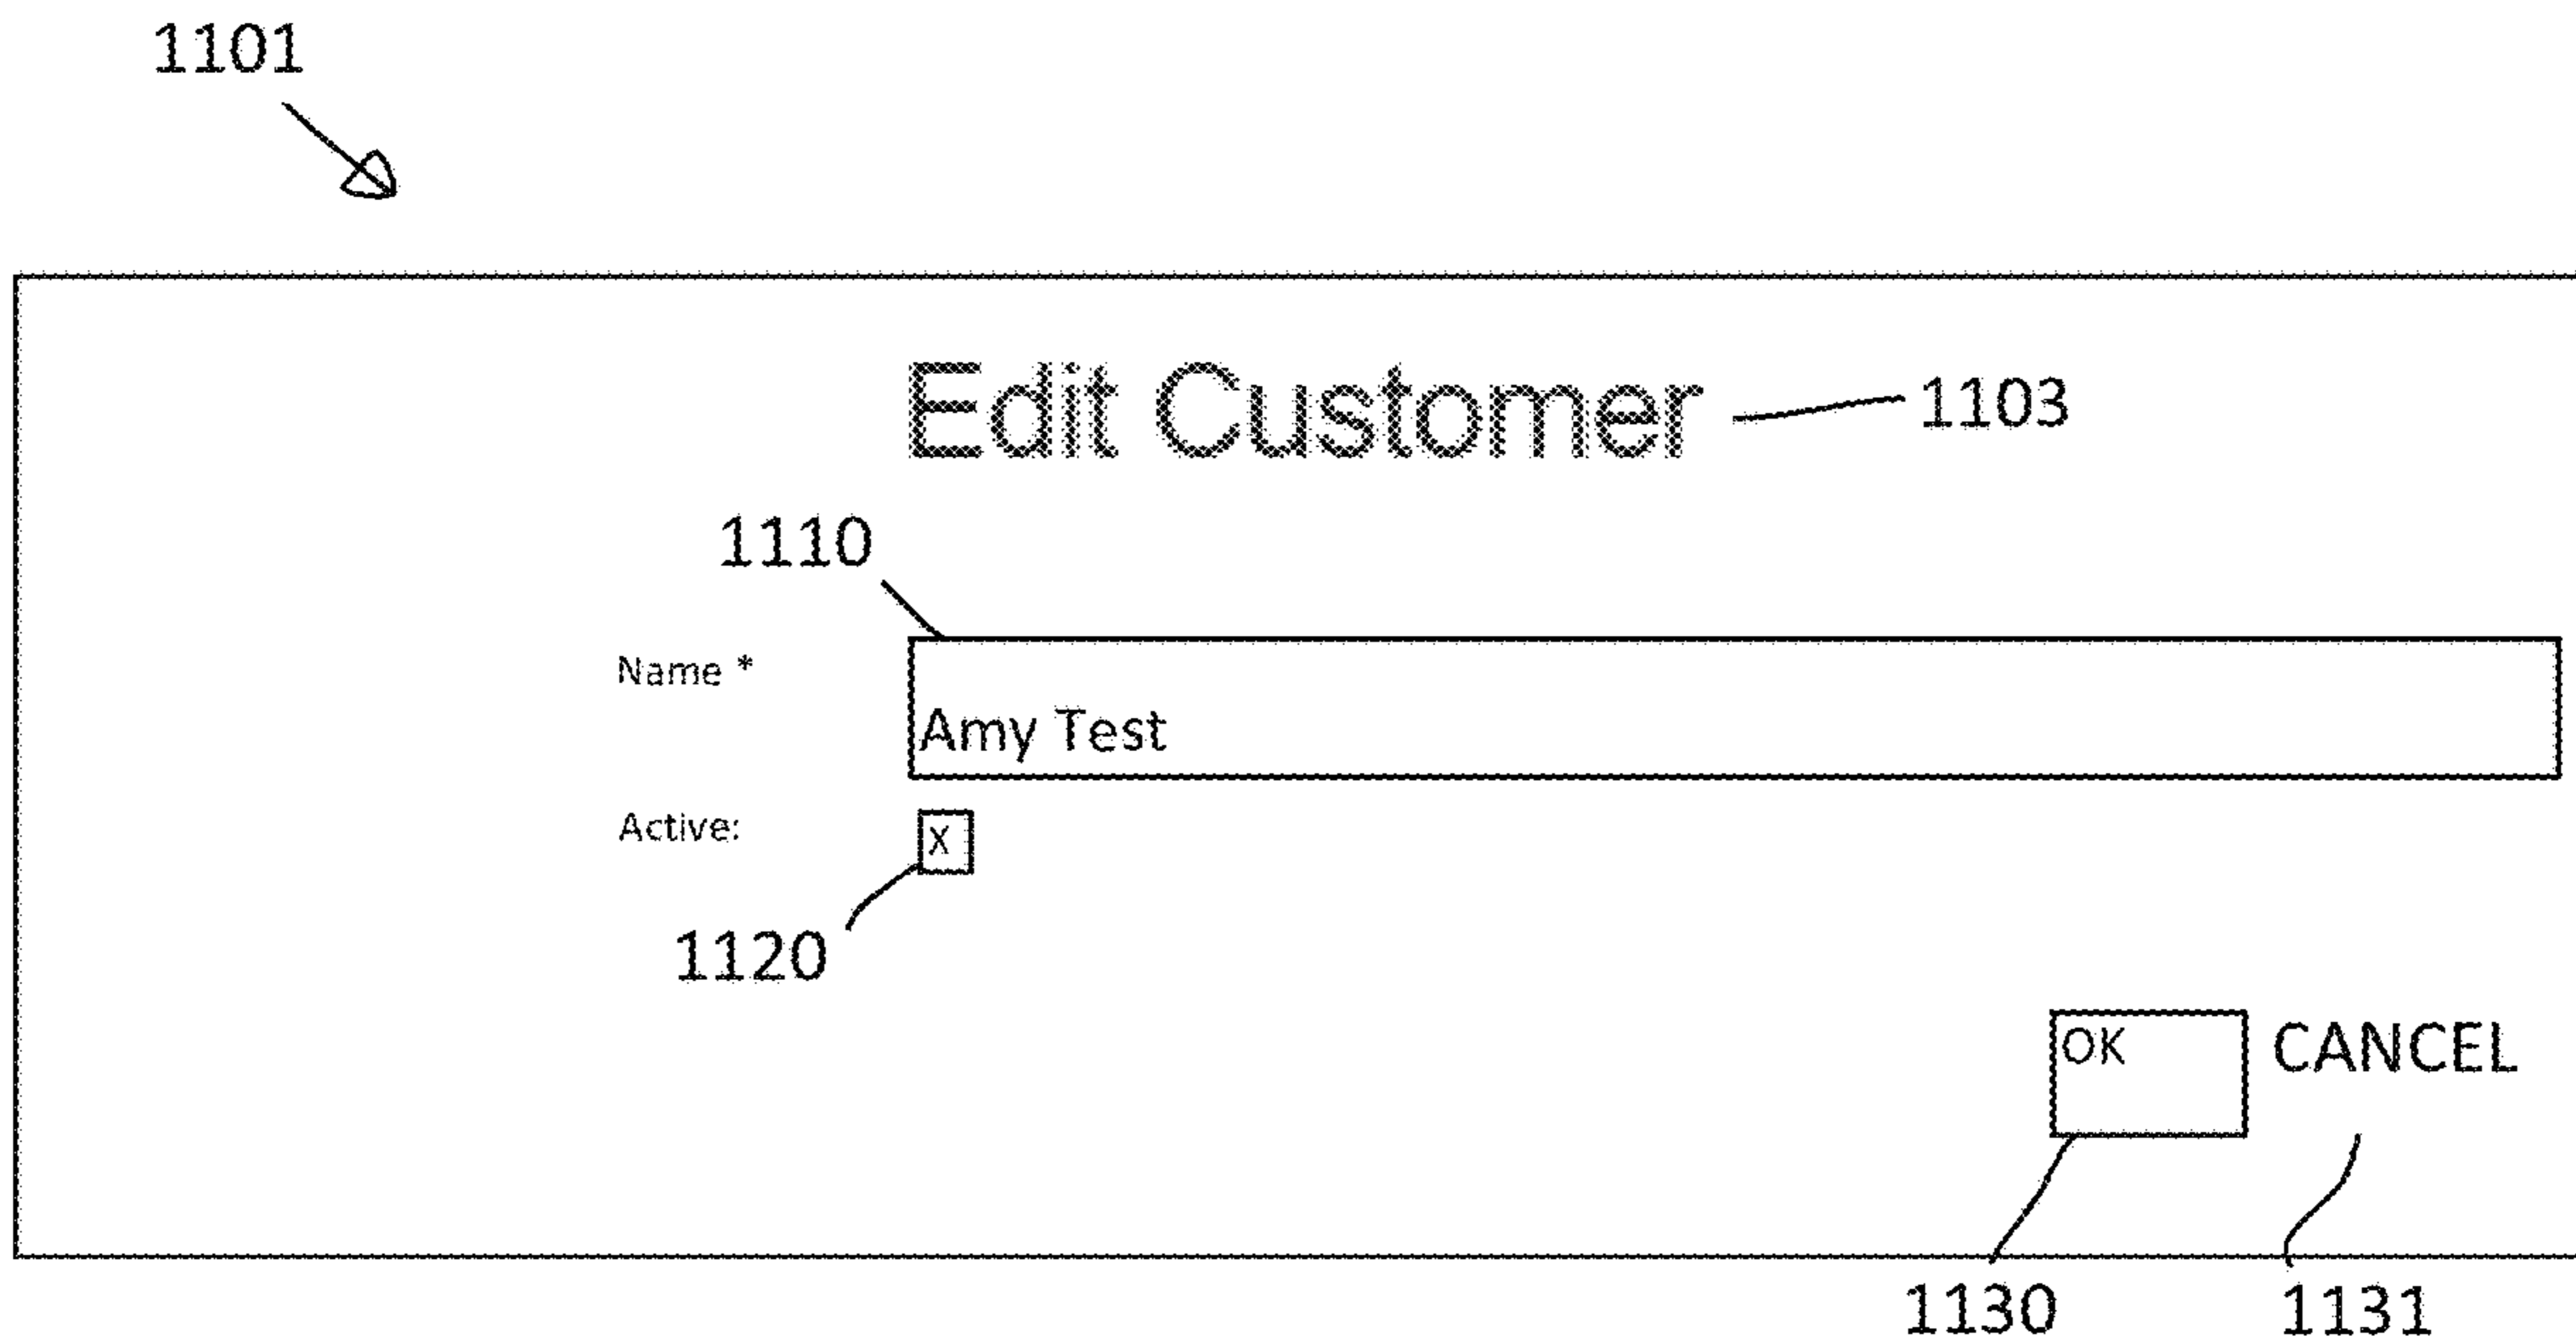 1101
Edit Customer 1103
1110
Name *
Amy Test
Active: X
1120
OK CANCEL
1130 1131